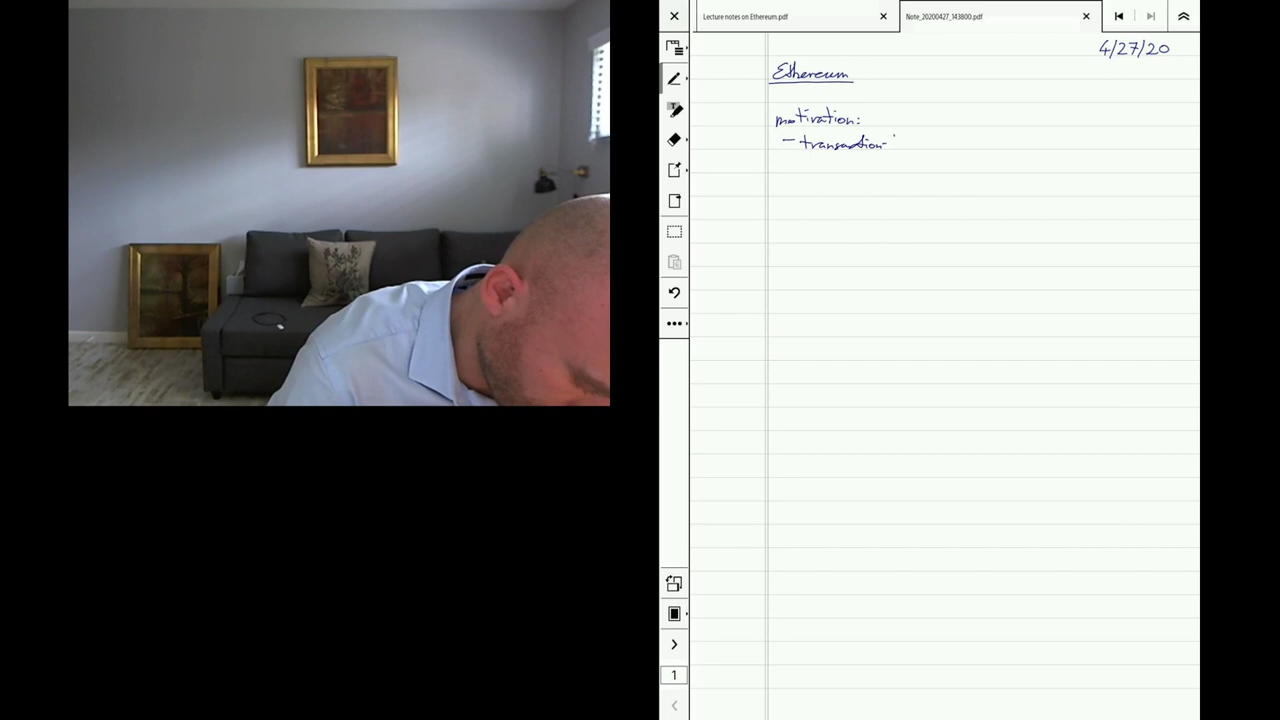 Lecture notes on Ethereum.pdf
Note_20200427_143800.pdf
4/27/20
Ethereum
motivation:
- transaction-
1